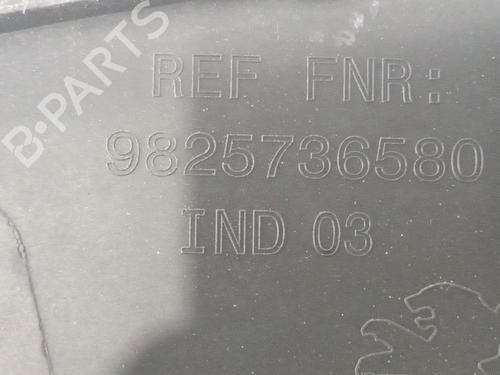 B-PARTS
REF FNR:
9825736580
IND 03